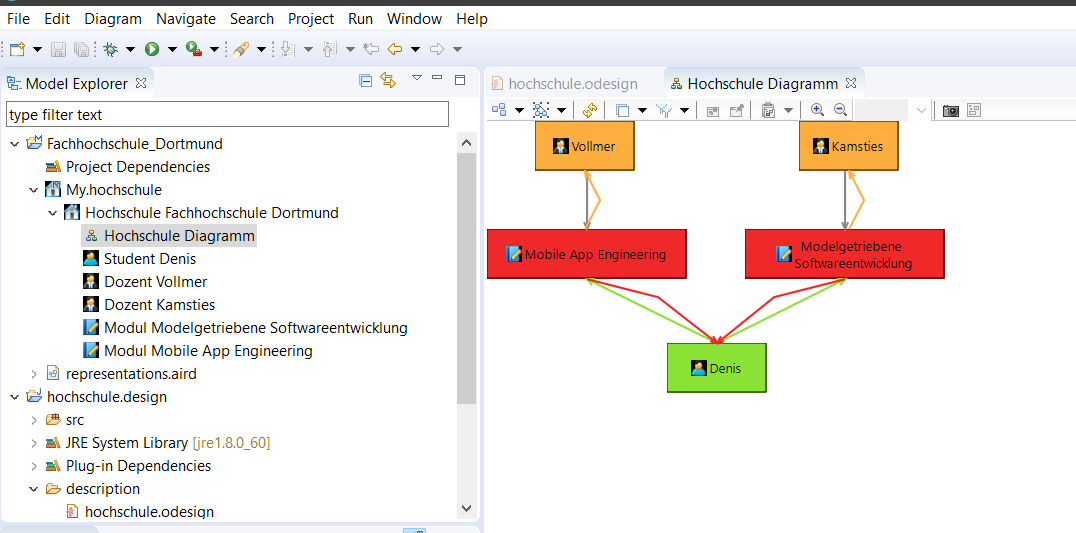 File Edit Diagram Navigate Search Project Run Window Help
Model Explorer
type filter text
Fachhochschule_Dortmund
Project Dependencies
My.hochschule
Hochschule Fachhochschule Dortmund
Hochschule Diagramm
Student Denis
Dozent Vollmer
Dozent Kamsties
Modul Modelgetriebene Softwareentwicklung
Modul Mobile App Engineering
representations.aird
hochschule.design
src
JRE System Library [jre1.8.0_60]
Plug-in Dependencies
description
hochschule.odesign
hochschule.odesign Hochschule Diagramm
Vollmer
Kamsties
Mobile App Engineering
Modelgetriebene
Softwareentwicklung
Denis